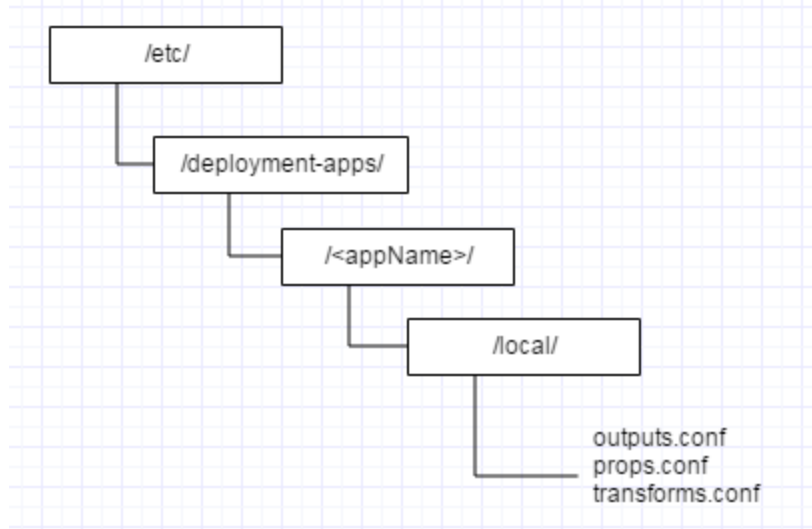 /etc/
/deployment-apps/
/<appName>/
/local/
outputs.conf
props.conf
transforms.conf